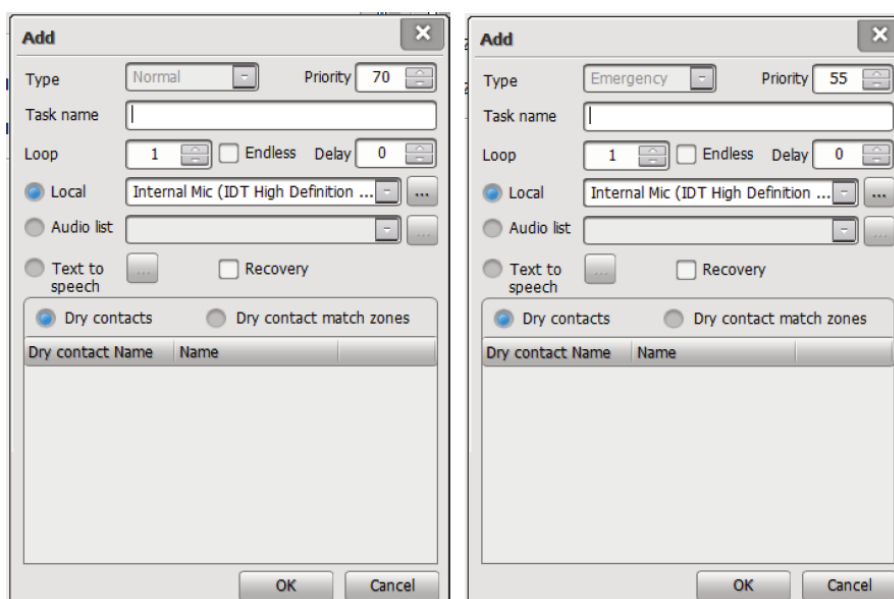 Add
Type Normal Priority 70
Task name
Loop 1 Endless Delay 0
Local Internal Mic (IDT High Definition ... ...
Audio list ...
Text to speech ... Recovery
Dry contacts Dry contact match zones
Dry contact Name Name
OK Cancel
Add
Type Emergency Priority 55
Task name
Loop 1 Endless Delay 0
Local Internal Mic (IDT High Definition ... ...
Audio list ...
Text to speech ... Recovery
Dry contacts Dry contact match zones
Dry contact Name Name
OK Cancel